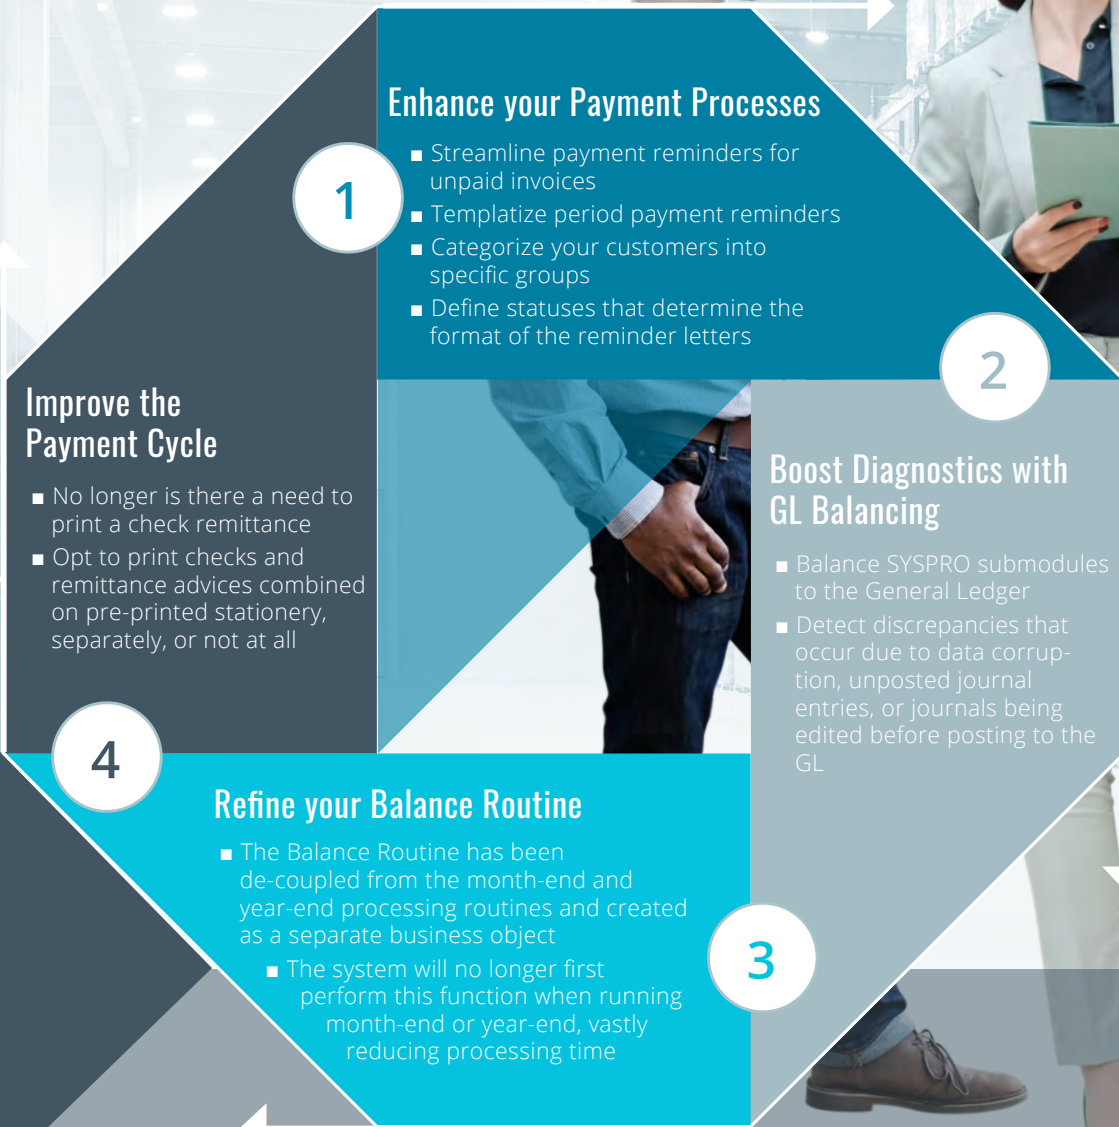 1
Enhance your Payment Processes
■ Streamline payment reminders for
unpaid invoices
■ Templatize period payment reminders
■ Categorize your customers into
specific groups
■ Define statuses that determine the
format of the reminder letters
2
Boost Diagnostics with
GL Balancing
■ Balance SYSPRO submodules
to the General Ledger
■ Detect discrepancies that
occur due to data corrup-
tion, unposted journal
entries, or journals being
edited before posting to the
GL
3
Refine your Balance Routine
■ The Balance Routine has been
de-coupled from the month-end and
year-end processing routines and created
as a separate business object
■ The system will no longer first
perform this function when running
month-end or year-end, vastly
reducing processing time
4
Improve the
Payment Cycle
■ No longer is there a need to
print a check remittance
■ Opt to print checks and
remittance advices combined
on pre-printed stationery,
separately, or not at all